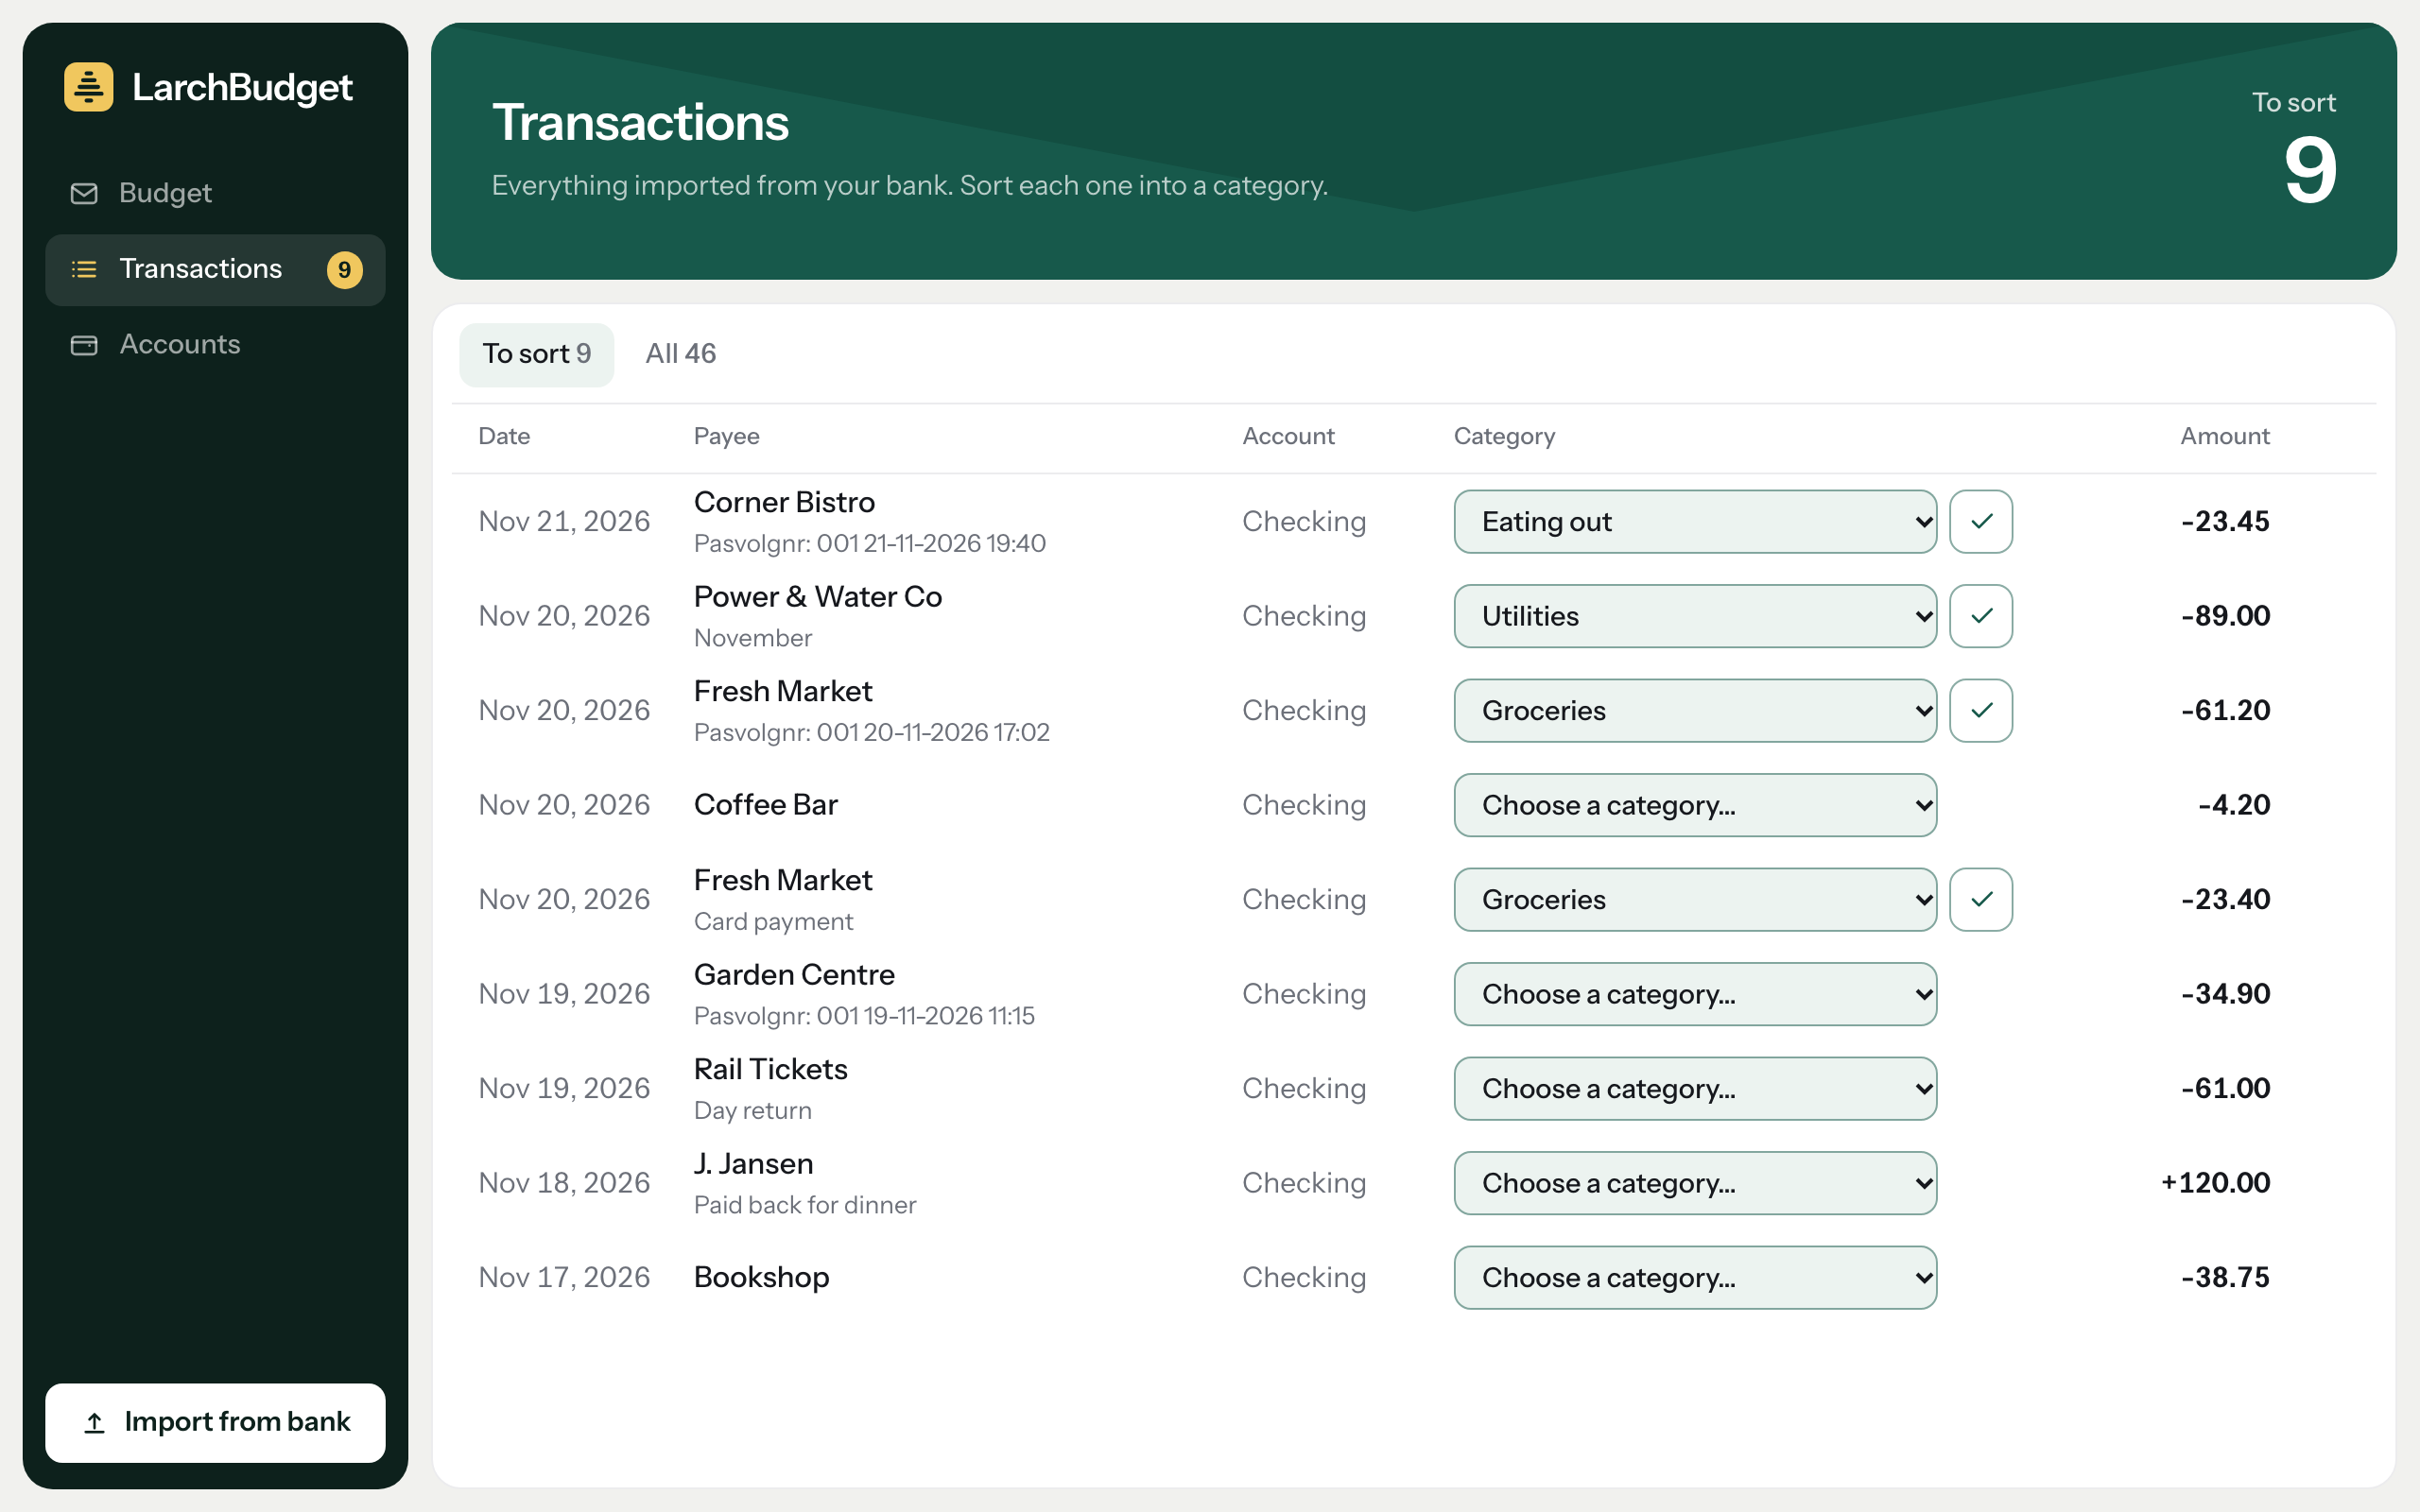 LarchBudget
Budget
Transactions 9
Accounts
Import from bank
Transactions
Everything imported from your bank. Sort each one into a category.
To sort
9
To sort 9 All 46
Date Payee Account Category Amount
Nov 21, 2026 Corner Bistro Checking Eating out -23.45
Pasvolgnr: 001 21-11-2026 19:40
Nov 20, 2026 Power & Water Co Checking Utilities -89.00
November
Nov 20, 2026 Fresh Market Checking Groceries -61.20
Pasvolgnr: 001 20-11-2026 17:02
Nov 20, 2026 Coffee Bar Checking Choose a category... -4.20
Nov 20, 2026 Fresh Market Checking Groceries -23.40
Card payment
Nov 19, 2026 Garden Centre Checking Choose a category... -34.90
Pasvolgnr: 001 19-11-2026 11:15
Nov 19, 2026 Rail Tickets Checking Choose a category... -61.00
Day return
Nov 18, 2026 J. Jansen Checking Choose a category... +120.00
Paid back for dinner
Nov 17, 2026 Bookshop Checking Choose a category... -38.75